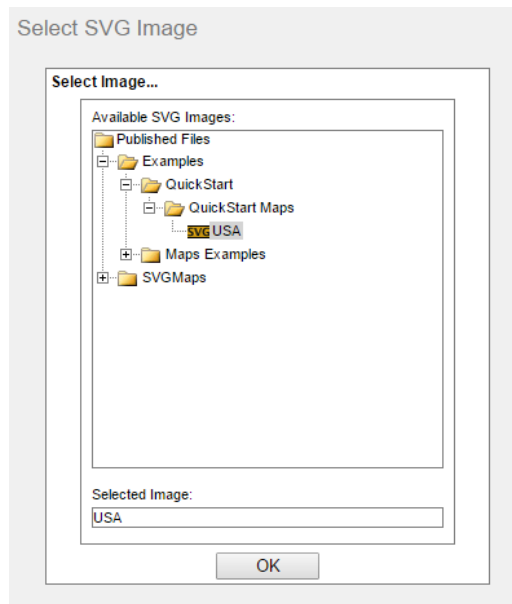 Select SVG Image
Select Image...
Available SVG Images:
Published Files
Examples
QuickStart
QuickStart Maps
SVG USA
Maps Examples
SVGMaps
Selected Image:
USA
OK